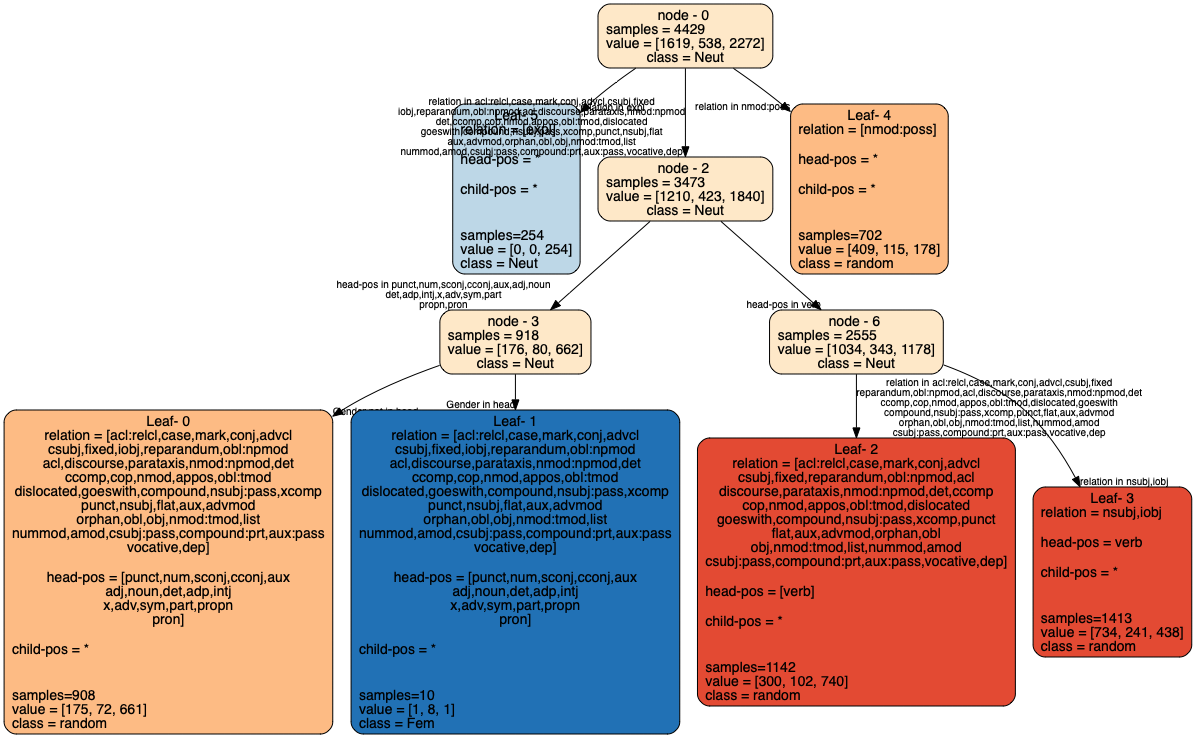 node - 0
samples = 4429
value = [1619, 538, 2272]
class = Neut
relation in acl:relcl,case,mark,conj,advcl,csubj,fixed
iobj,reparandum,obl:npmod,acl,discourse,parataxis,nmod:npmod
det,ccomp,cop,nmod,appos,obl:tmod,dislocated
goeswith,compound,nsubj:pass,xcomp,punct,nsubj,flat
aux,advmod,orphan,obl,obj,nmod:tmod,list
nummod,amod,csubj:pass,compound:prt,aux:pass,vocative,dep
relation in expl
relation in nmod:poss
Leaf- 5
relation = [expl]
head-pos = *
child-pos = *
samples=254
value = [0, 0, 254]
class = Neut
node - 2
samples = 3473
value = [1210, 423, 1840]
class = Neut
Leaf- 4
relation = [nmod:poss]
head-pos = *
child-pos = *
samples=702
value = [409, 115, 178]
class = random
head-pos in punct,num,sconj,cconj,aux,adj,noun
det,adp,intj,x,adv,sym,part
propn,pron
head-pos in verb
node - 3
samples = 918
value = [176, 80, 662]
class = Neut
node - 6
samples = 2555
value = [1034, 343, 1178]
class = Neut
Gender not in head
Gender in head
relation in acl:relcl,case,mark,conj,advcl,csubj,fixed
reparandum,obl:npmod,acl,discourse,parataxis,nmod:npmod,det
ccomp,cop,nmod,appos,obl:tmod,dislocated,goeswith
compound,nsubj:pass,xcomp,punct,flat,aux,advmod
orphan,obl,obj,nmod:tmod,list,nummod,amod
csubj:pass,compound:prt,aux:pass,vocative,dep
relation in nsubj,iobj
Leaf- 0
relation = [acl:relcl,case,mark,conj,advcl
csubj,fixed,iobj,reparandum,obl:npmod
acl,discourse,parataxis,nmod:npmod,det
ccomp,cop,nmod,appos,obl:tmod
dislocated,goeswith,compound,nsubj:pass,xcomp
punct,nsubj,flat,aux,advmod
orphan,obl,obj,nmod:tmod,list
nummod,amod,csubj:pass,compound:prt,aux:pass
vocative,dep]
head-pos = [punct,num,sconj,cconj,aux
adj,noun,det,adp,intj
x,adv,sym,part,propn
pron]
child-pos = *
samples=908
value = [175, 72, 661]
class = random
Leaf- 1
relation = [acl:relcl,case,mark,conj,advcl
csubj,fixed,iobj,reparandum,obl:npmod
acl,discourse,parataxis,nmod:npmod,det
ccomp,cop,nmod,appos,obl:tmod
dislocated,goeswith,compound,nsubj:pass,xcomp
punct,nsubj,flat,aux,advmod
orphan,obl,obj,nmod:tmod,list
nummod,amod,csubj:pass,compound:prt,aux:pass
vocative,dep]
head-pos = [punct,num,sconj,cconj,aux
adj,noun,det,adp,intj
x,adv,sym,part,propn
pron]
child-pos = *
samples=10
value = [1, 8, 1]
class = Fem
Leaf- 2
relation = [acl:relcl,case,mark,conj,advcl
csubj,fixed,reparandum,obl:npmod,acl
discourse,parataxis,nmod:npmod,det,ccomp
cop,nmod,appos,obl:tmod,dislocated
goeswith,compound,nsubj:pass,xcomp,punct
flat,aux,advmod,orphan,obl
obj,nmod:tmod,list,nummod,amod
csubj:pass,compound:prt,aux:pass,vocative,dep]
head-pos = [verb]
child-pos = *
samples=1142
value = [300, 102, 740]
class = random
Leaf- 3
relation = nsubj,iobj
head-pos = verb
child-pos = *
samples=1413
value = [734, 241, 438]
class = random